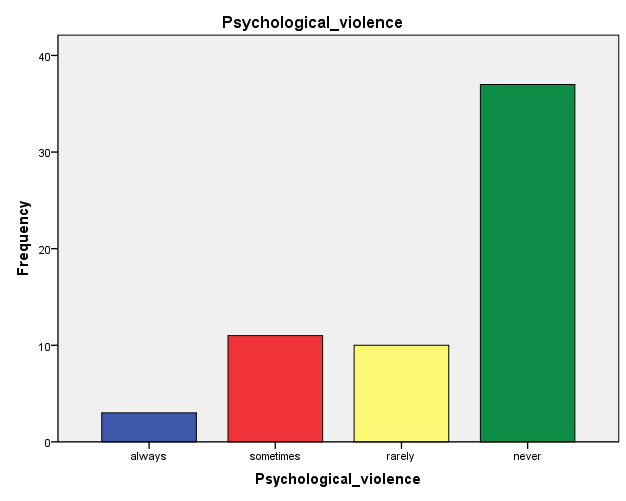 Psychological_violence
40
30
20
10
0
Frequency
always
sometimes
rarely
never
Psychological_violence